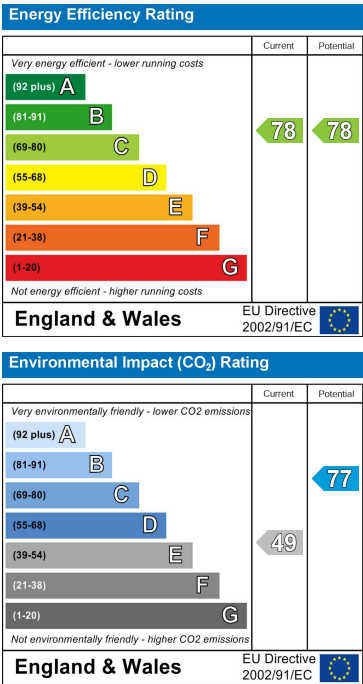 Energy Efficiency Rating
Current Potential
Very energy efficient - lower running costs
(92 plus) A
(81-91) B
(69-80) C
(55-68) D
(39-54) E
(21-38) F
(1-20) G
78 78
Not energy efficient - higher running costs
England & Wales
EU Directive
2002/91/EC
Environmental Impact (CO₂) Rating
Current Potential
Very environmentally friendly - lower CO2 emissions
(92 plus) A
(81-91) B
(69-80) C
(55-68) D
(39-54) E
(21-38) F
(1-20) G
49 77
Not environmentally friendly - higher CO2 emissions
England & Wales
EU Directive
2002/91/EC